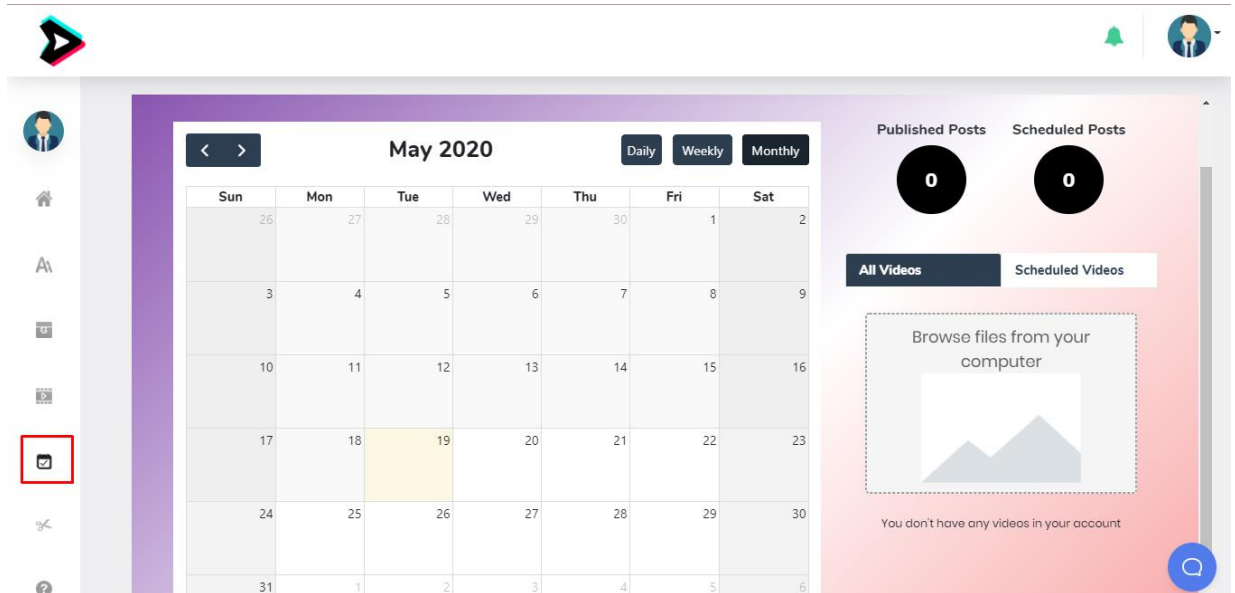 May 2020
Daily Weekly Monthly
Sun Mon Tue Wed Thu Fri Sat
26 27 28 29 30 1 2
3 4 5 6 7 8 9
10 11 12 13 14 15 16
17 18 19 20 21 22 23
24 25 26 27 28 29 30
31 1 2 3 4 5 6
Published Posts Scheduled Posts
0 0
All Videos Scheduled Videos
Browse files from your
computer
You don't have any videos in your account